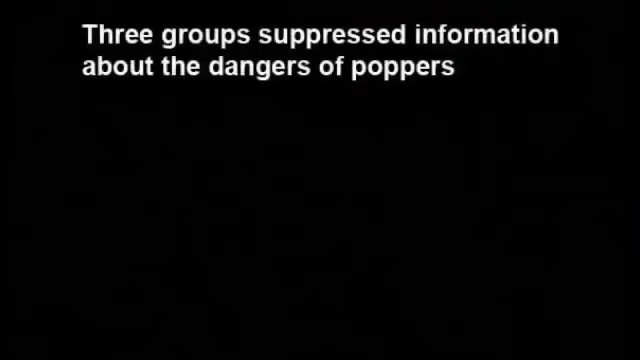 Three groups suppressed information
about the dangers of poppers